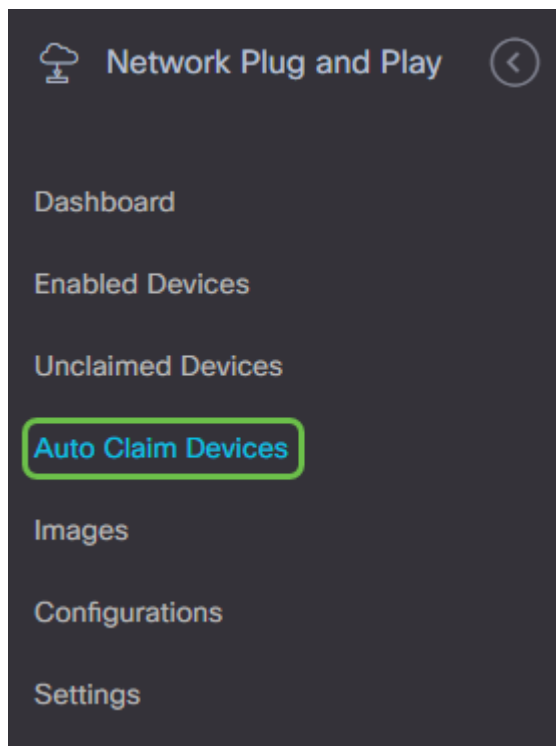 Network Plug and Play
Dashboard
Enabled Devices
Unclaimed Devices
Auto Claim Devices
Images
Configurations
Settings